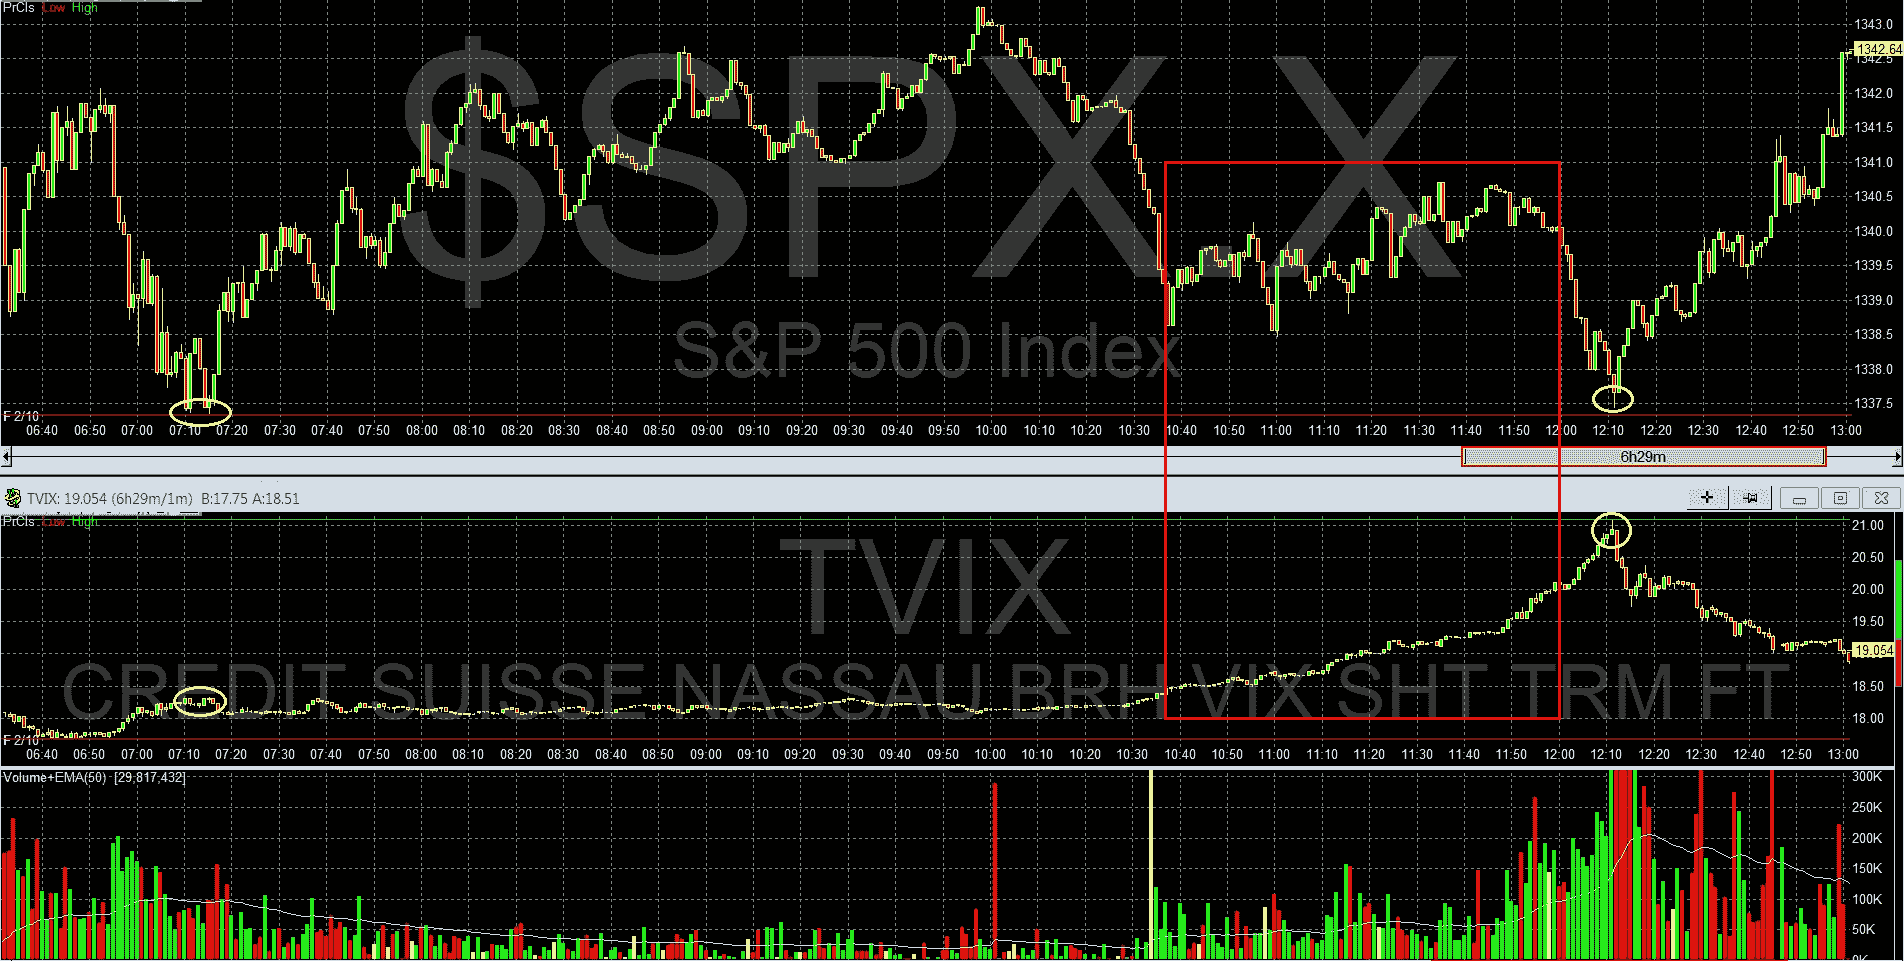 PrCls Low High
$SPX.X
S&P 500 Index
1343.0
1342.64
1342.5
1342.0
1341.5
1341.0
1340.5
1340.0
1339.5
1339.0
1338.5
1338.0
1337.5
F 2/10
06:40 06:50 07:00 07:10 07:20 07:30 07:40 07:50 08:00 08:10 08:20 08:30 08:40 08:50 09:00 09:10 09:20 09:30 09:40 09:50 10:00 10:10 10:20 10:30 10:40 10:50 11:00 11:10 11:20 11:30 11:40 11:50 12:00 12:10 12:20 12:30 12:40 12:50 13:00
6h29m
TVIX: 19.054 (6h29m/1m) B:17.75 A:18.51
PrCls Low High
TVIX
CREDIT SUISSE NASSAU BRH VIX SHT TRM FT
21.00
20.50
20.00
19.50
19.054
18.50
18.00
F 2/10
06:40 06:50 07:00 07:10 07:20 07:30 07:40 07:50 08:00 08:10 08:20 08:30 08:40 08:50 09:00 09:10 09:20 09:30 09:40 09:50 10:00 10:10 10:20 10:30 10:40 10:50 11:00 11:10 11:20 11:30 11:40 11:50 12:00 12:10 12:20 12:30 12:40 12:50 13:00
Volume+EMA(50) [29,817,432]
300K
250K
200K
150K
100K
50K
0K